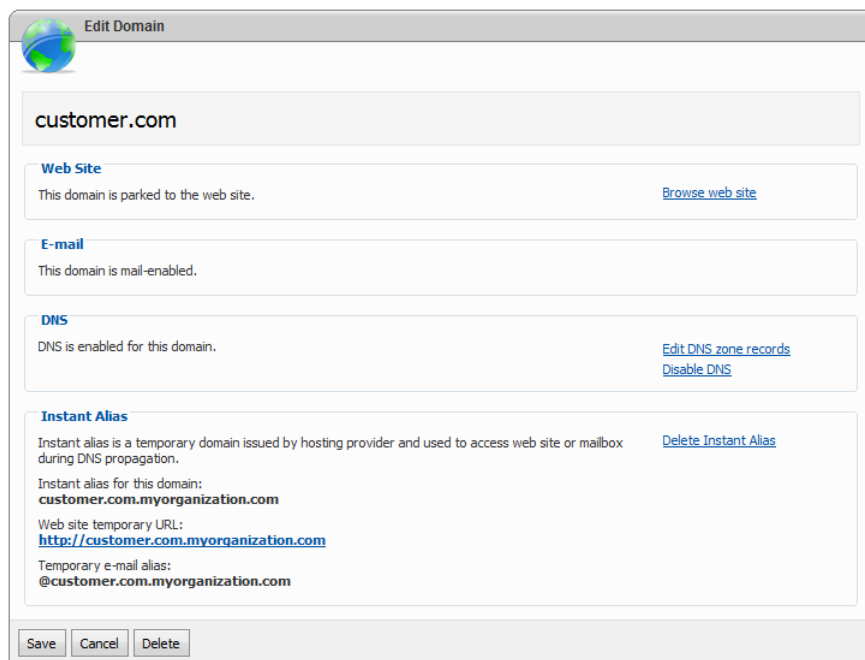 Edit Domain
customer.com
Web Site
This domain is parked to the web site.
Browse web site
E-mail
This domain is mail-enabled.
DNS
DNS is enabled for this domain.
Edit DNS zone records
Disable DNS
Instant Alias
Instant alias is a temporary domain issued by hosting provider and used to access web site or mailbox
during DNS propagation.
Delete Instant Alias
Instant alias for this domain:
customer.com.myorganization.com
Web site temporary URL:
http://customer.com.myorganization.com
Temporary e-mail alias:
@customer.com.myorganization.com
Save Cancel Delete